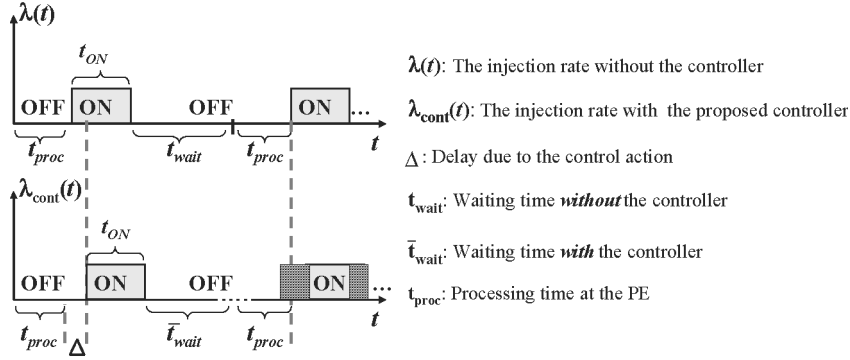 λ(t)
t_ON
OFF ON OFF ON ...
t_proc t_wait t_proc t
λ_cont(t)
t_ON
OFF ON OFF ON ...
t_proc t̄_wait t_proc t
Δ
λ(t): The injection rate without the controller
λ_cont(t): The injection rate with the proposed controller
Δ : Delay due to the control action
t_wait: Waiting time without the controller
t̄_wait: Waiting time with the controller
t_proc: Processing time at the PE